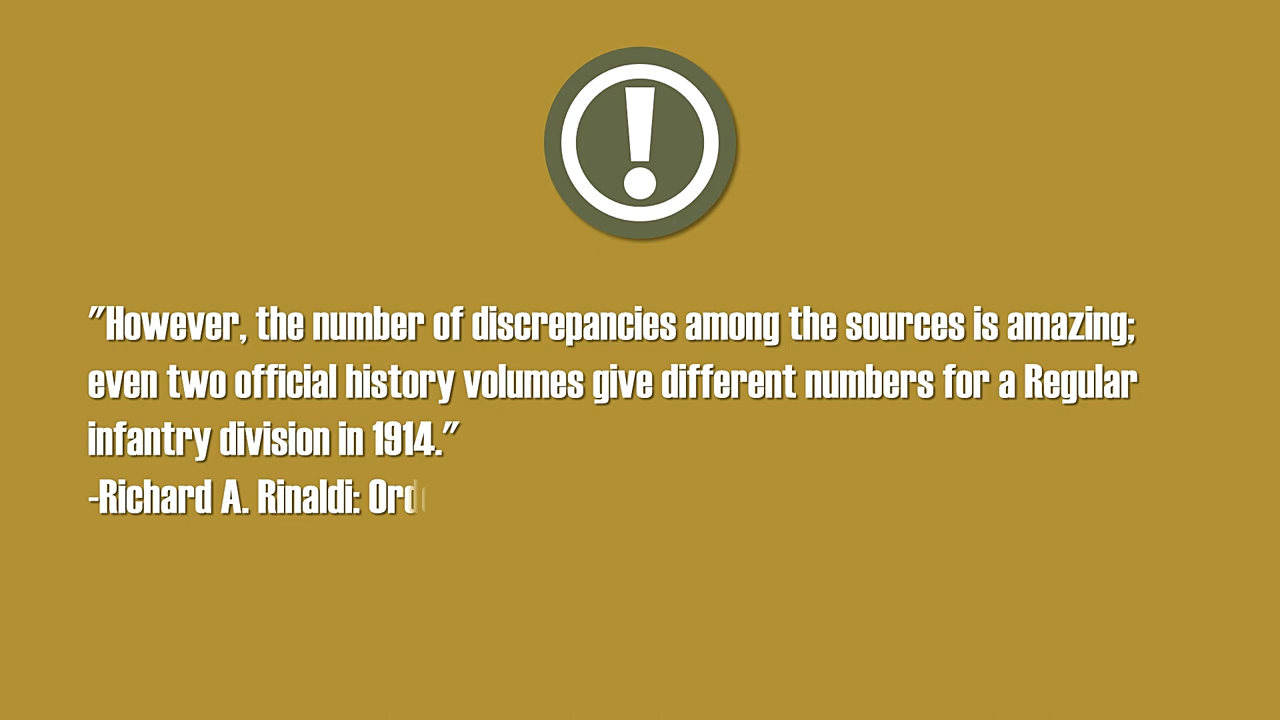 "However, the number of discrepancies among the sources is amazing;
even two official history volumes give different numbers for a Regular
infantry division in 1914."
-Richard A. Rinaldi: